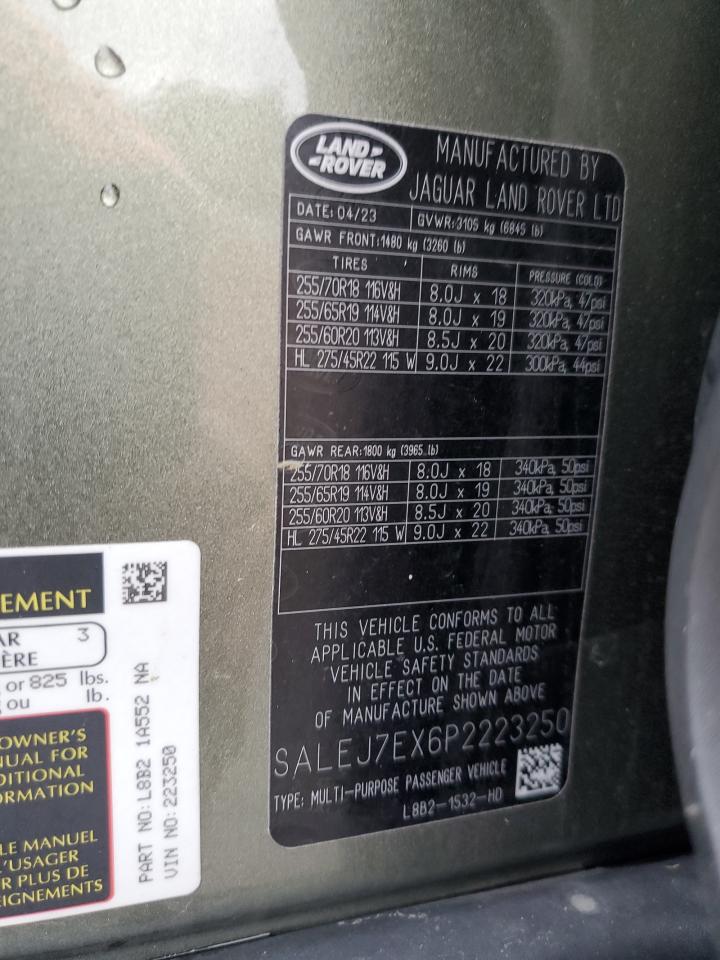 LAND-
-ROVER
MANUFACTURED BY
JAGUAR LAND ROVER LTD
DATE: 04/23 GVWR:3105 kg (6845 lb)
GAWR FRONT:1480 kg (3260 lb)
TIRES RIMS PRESSURE (COLD)
255/70R18 116V&H 8.0J x 18 320kPa, 47psi
255/65R19 114V&H 8.0J x 19 320kPa, 47psi
255/60R20 113V&H 8.5J x 20 320kPa, 47psi
HL 275/45R22 115 W 9.0J x 22 300kPa, 44psi
GAWR REAR:1800 kg (3965 lb)
255/70R18 116V&H 8.0J x 18 340kPa, 50psi
255/65R19 114V&H 8.0J x 19 340kPa, 50psi
255/60R20 113V&H 8.5J x 20 340kPa, 50psi
HL 275/45R22 115 W 9.0J x 22 340kPa, 50psi
THIS VEHICLE CONFORMS TO ALL
APPLICABLE U.S. FEDERAL MOTOR
VEHICLE SAFETY STANDARDS
IN EFFECT ON THE DATE
OF MANUFACTURE SHOWN ABOVE
SALEJ7EX6P2223250
TYPE: MULTI-PURPOSE PASSENGER VEHICLE
L8B2-1532-HD
EMENT
AR 3
ÈRE
or 825 lbs.
ou lb.
OWNER'S
NUAL FOR
DITIONAL
ORMATION
LE MANUEL
L'USAGER
R PLUS DE
EIGNEMENTS
PART NO: L8B2 1A552 NA
VIN NO: 223250